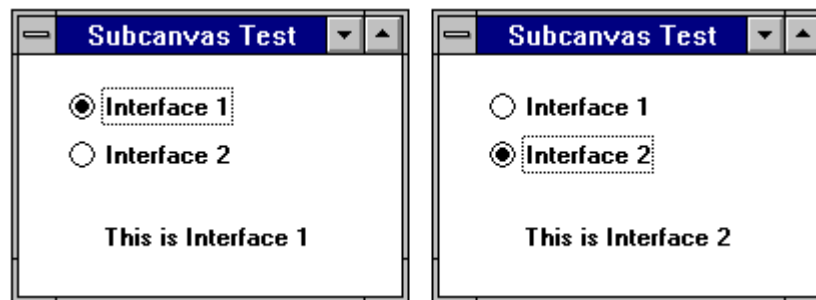 Subcanvas Test
Interface 1
Interface 2
This is Interface 1
Subcanvas Test
Interface 1
Interface 2
This is Interface 2